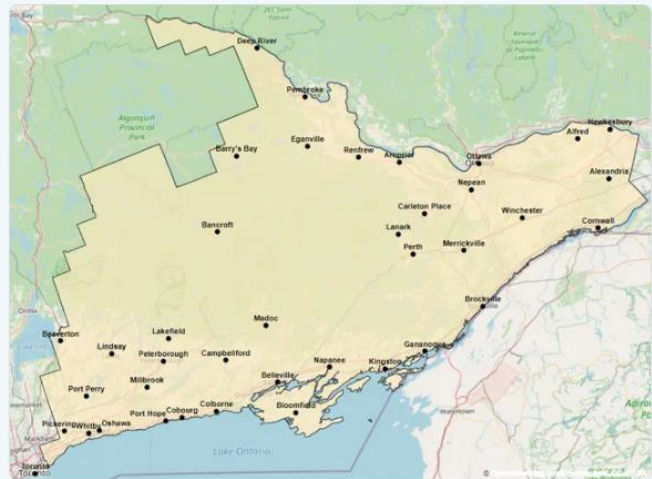 Deep River
Pembroke
Hawkesbury
Alfred
Eganville
Barry's Bay
Renfrew
Arnprior
Ottawa
Algonquin
Provincial
Park
Alexandria
Nepean
Carleton Place
Winchester
Cornwall
Bancroft
Lanark
Perth
Merrickville
Brockville
Madoc
Beaverton
Lakefield
Lindsay
Peterborough
Campbellford
Gananoque
Napanee
Kingston
Belleville
Millbrook
Port Perry
Bloomfield
Colborne
Cobourg
Port Hope
Pickering
Whitby
Oshawa
Watertown
Lake Ontario
Markham
Toronto
Toronto